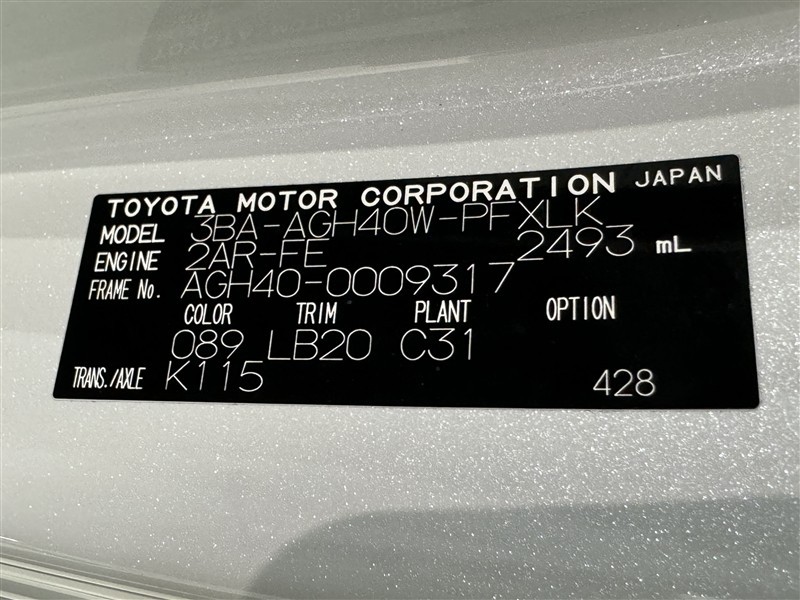 TOYOTA MOTOR CORPORATION JAPAN
MODEL 3BA-AGH40W-PFXLK
ENGINE 2AR-FE 2493 mL
FRAME No. AGH40-0009317
COLOR TRIM PLANT OPTION
089 LB20 C31
TRANS./AXLE K115 428